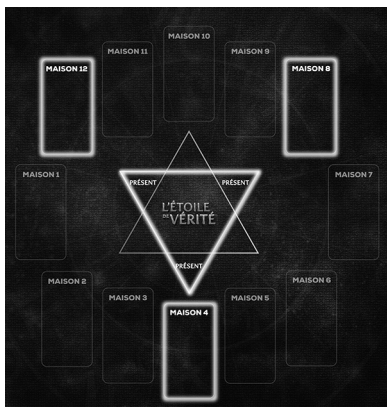 MAISON 10
MAISON 11
MAISON 9
MAISON 12
MAISON 8
MAISON 1
PRÉSENT
PRÉSENT
MAISON 7
L'ÉTOILE
DE VÉRITÉ
PRÉSENT
MAISON 2
MAISON 6
MAISON 3
MAISON 5
MAISON 4